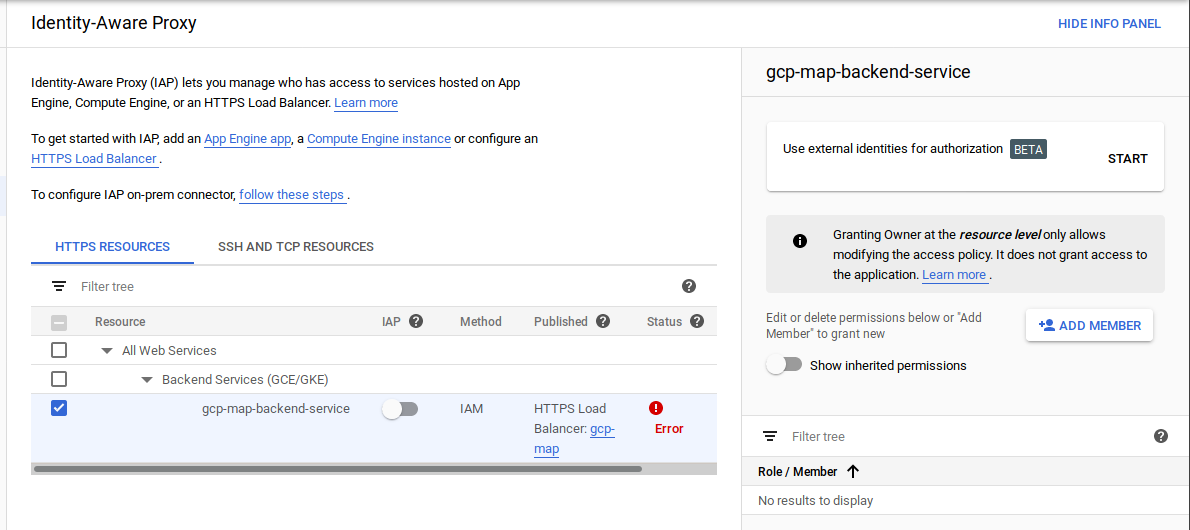 Identity-Aware Proxy
HIDE INFO PANEL
Identity-Aware Proxy (IAP) lets you manage who has access to services hosted on App
Engine, Compute Engine, or an HTTPS Load Balancer. Learn more
To get started with IAP, add an App Engine app, a Compute Engine instance or configure an
HTTPS Load Balancer .
To configure IAP on-prem connector, follow these steps .
HTTPS RESOURCES
SSH AND TCP RESOURCES
Filter tree
Resource
IAP
Method
Published
Status
All Web Services
Backend Services (GCE/GKE)
gcp-map-backend-service
IAM
HTTPS Load
Balancer: gcp-
map
Error
gcp-map-backend-service
Use external identities for authorization BETA
START
Granting Owner at the resource level only allows
modifying the access policy. It does not grant access to
the application. Learn more .
Edit or delete permissions below or "Add
Member" to grant new
ADD MEMBER
Show inherited permissions
Filter tree
Role / Member
No results to display